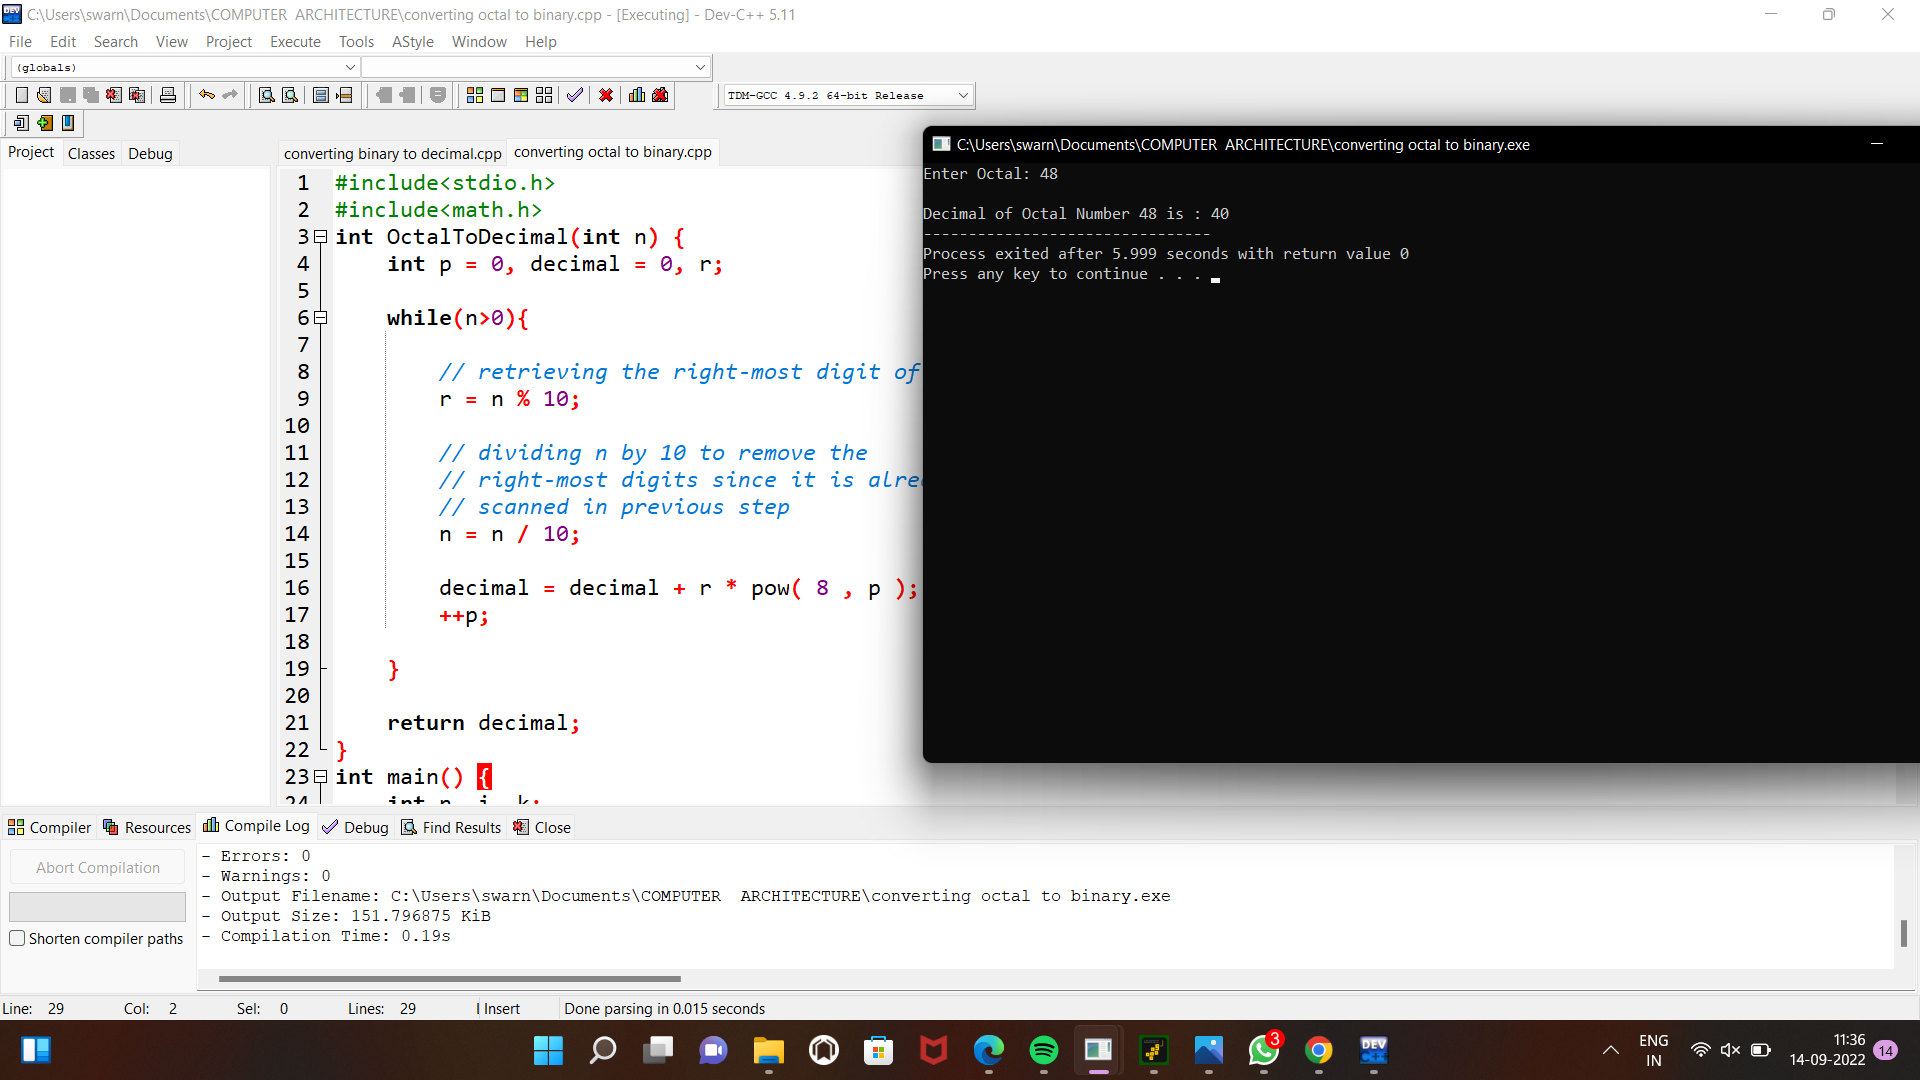 C:\Users\swarn\Documents\COMPUTER  ARCHITECTURE\converting octal to binary.cpp - [Executing] - Dev-C++ 5.11
File Edit Search View Project Execute Tools AStyle Window Help
(globals)
TDM-GCC 4.9.2 64-bit Release
Project Classes Debug
converting binary to decimal.cpp converting octal to binary.cpp
1 #include<stdio.h>
2 #include<math.h>
3 int OctalToDecimal(int n) {
4 int p = 0, decimal = 0, r;
5
6 while(n>0){
7
8 // retrieving the right-most digit of
9 r = n % 10;
10
11 // dividing n by 10 to remove the
12 // right-most digits since it is alre
13 // scanned in previous step
14 n = n / 10;
15
16 decimal = decimal + r * pow( 8 , p );
17 ++p;
18
19 }
20
21 return decimal;
22 }
23 int main() {
24 int n, i, k;
C:\Users\swarn\Documents\COMPUTER  ARCHITECTURE\converting octal to binary.exe
Enter Octal: 48
Decimal of Octal Number 48 is : 40
--------------------------------
Process exited after 5.999 seconds with return value 0
Press any key to continue . . .
Compiler Resources Compile Log Debug Find Results Close
Abort Compilation
Shorten compiler paths
- Errors: 0
- Warnings: 0
- Output Filename: C:\Users\swarn\Documents\COMPUTER  ARCHITECTURE\converting octal to binary.exe
- Output Size: 151.796875 KiB
- Compilation Time: 0.19s
Line: 29 Col: 2 Sel: 0 Lines: 29 Insert Done parsing in 0.015 seconds
3
DEV C++
ENG
IN
11:36
14-09-2022
14